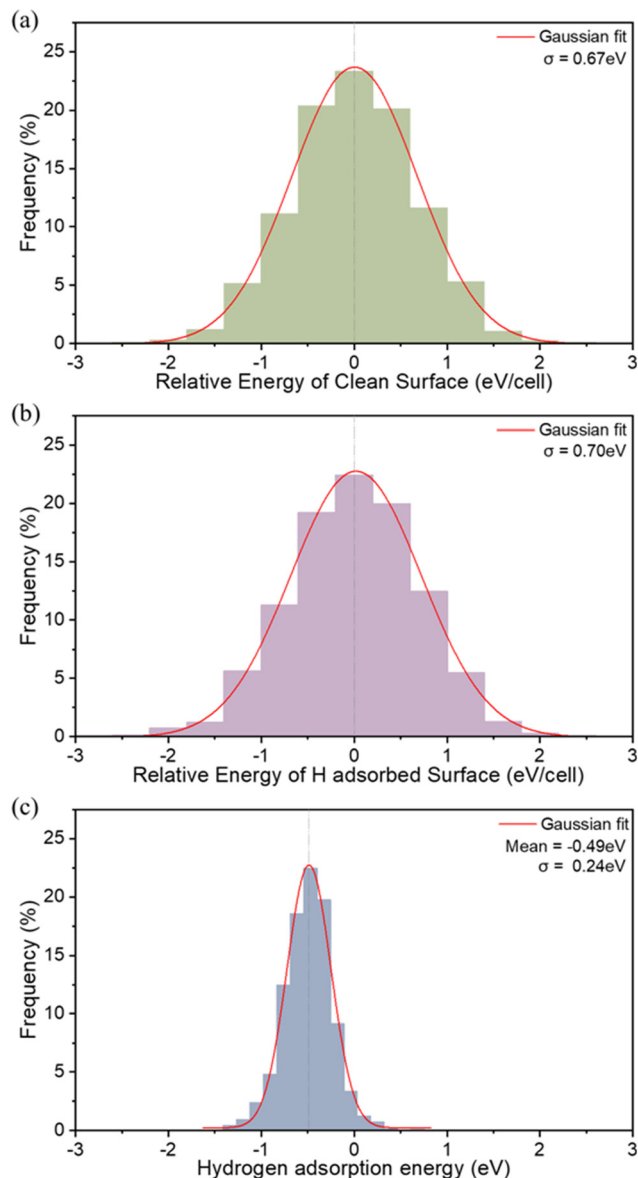 (a)
Gaussian fit
σ = 0.67eV
Frequency (%)
25
20
15
10
5
0
-3 -2 -1 0 1 2 3
Relative Energy of Clean Surface (eV/cell)
(b)
Gaussian fit
σ = 0.70eV
Frequency (%)
25
20
15
10
5
0
-3 -2 -1 0 1 2 3
Relative Energy of H adsorbed Surface (eV/cell)
(c)
Gaussian fit
Mean = -0.49eV
σ = 0.24eV
Frequency (%)
25
20
15
10
5
0
-3 -2 -1 0 1 2 3
Hydrogen adsorption energy (eV)